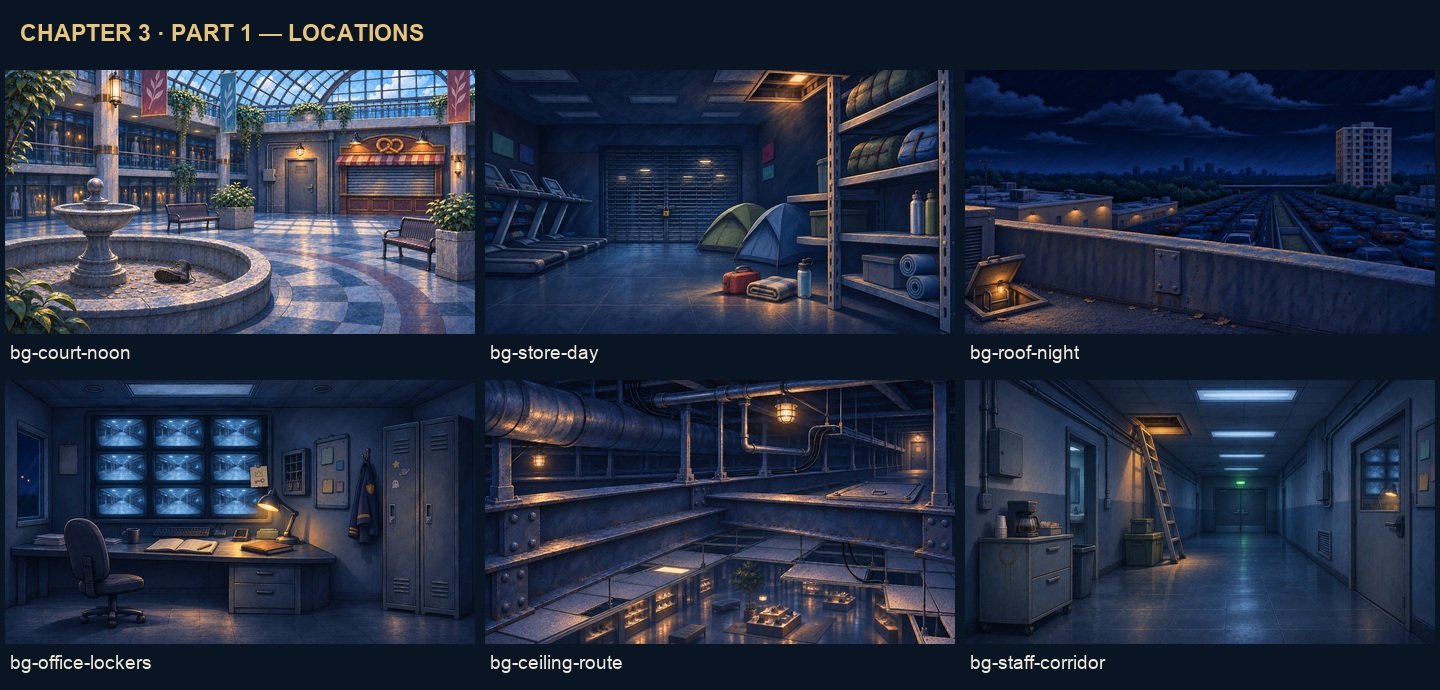 CHAPTER 3 · PART 1 — LOCATIONS
bg-court-noon
bg-store-day
bg-roof-night
bg-office-lockers
bg-ceiling-route
bg-staff-corridor